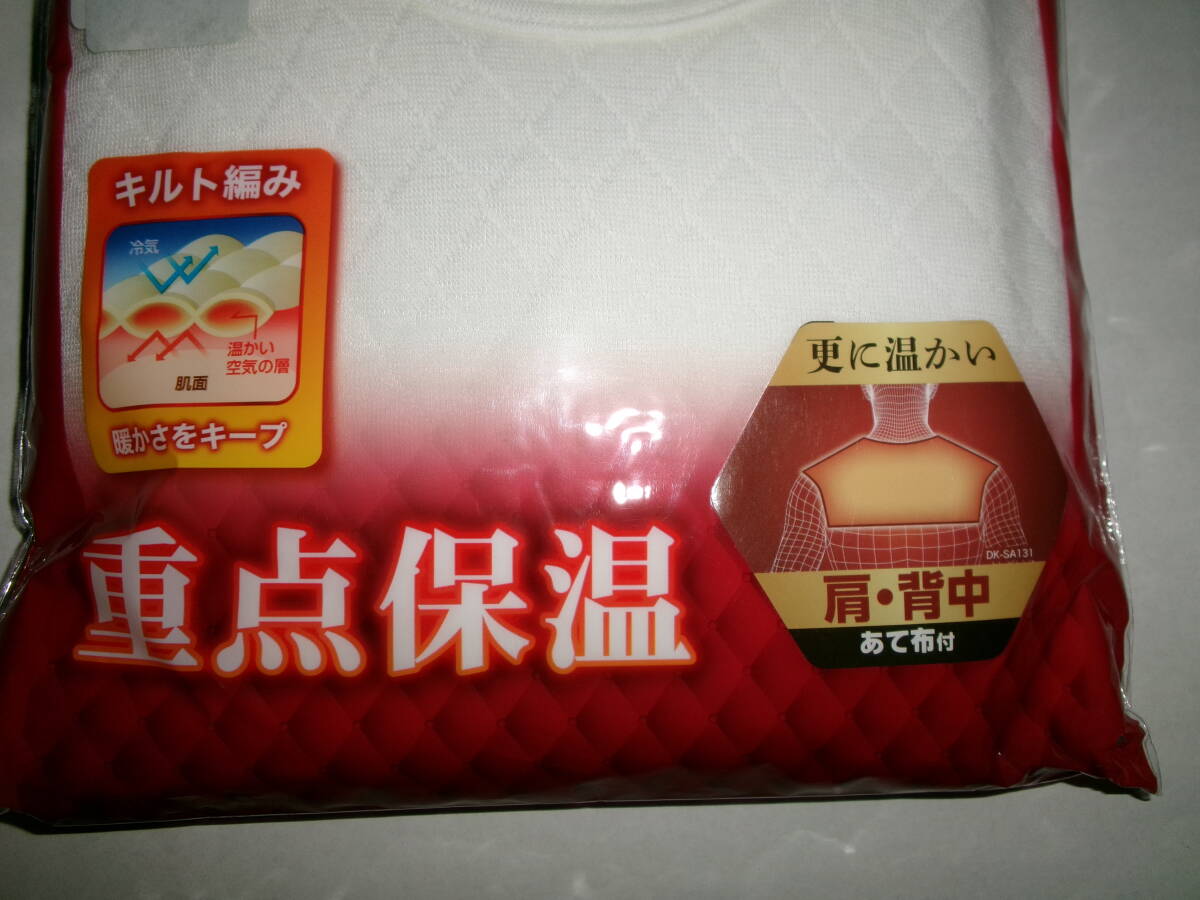 キルト編み
冷気
温かい
空気の層
肌面
暖かさをキープ
重点保温
更に温かい
DK-SA131
肩・背中
あて布付